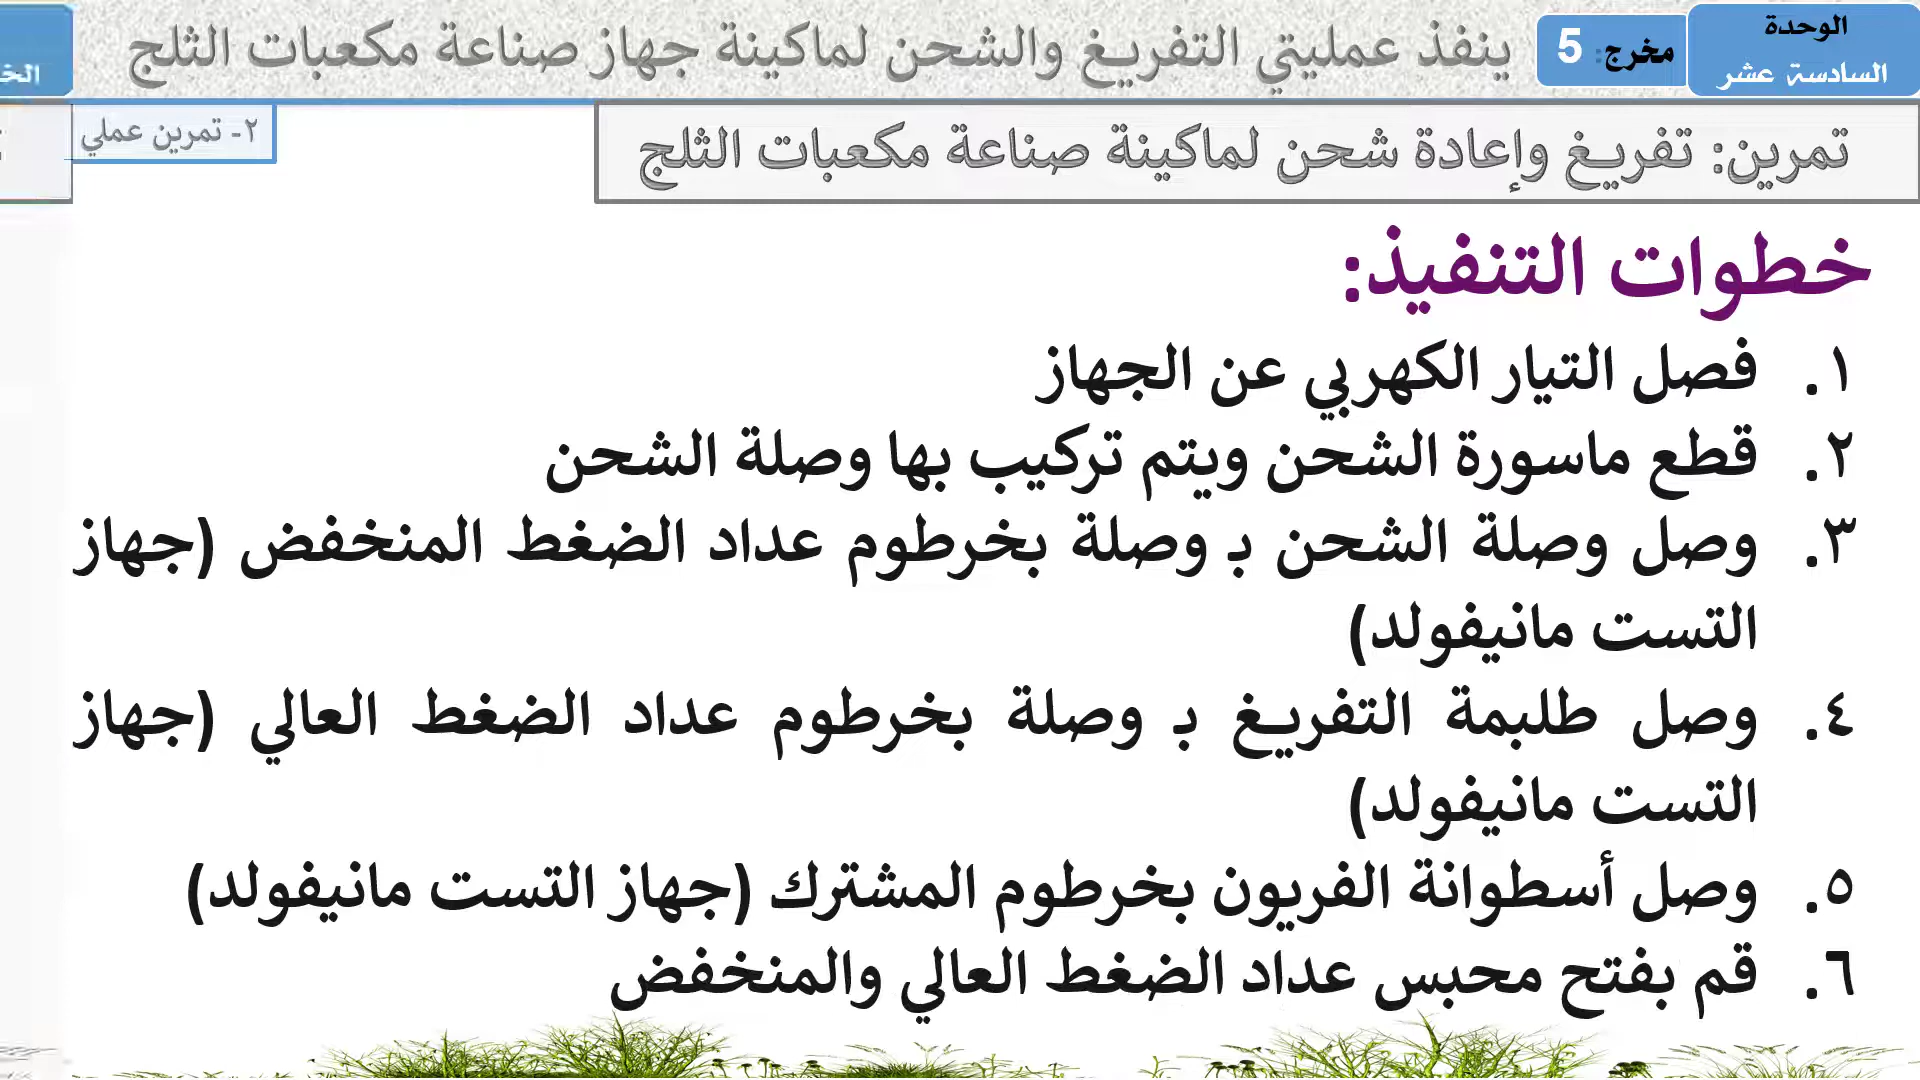 الوحدة
السادسة عشر
مخرج: 5
ينفذ عمليتي التفريغ والشحن لماكينة جهاز صناعة مكعبات الثلج
تمرين: تفريغ وإعادة شحن لماكينة صناعة مكعبات الثلج
٢- تمرين عملي
خطوات التنفيذ:
١. فصل التيار الكهربي عن الجهاز
٢. قطع ماسورة الشحن ويتم تركيب بها وصلة الشحن
٣. وصل وصلة الشحن بـ وصلة بخرطوم عداد الضغط المنخفض (جهاز
التست مانيفولد)
٤. وصل طلبمة التفريغ بـ وصلة بخرطوم عداد الضغط العالي (جهاز
التست مانيفولد)
٥. وصل أسطوانة الفريون بخرطوم المشترك (جهاز التست مانيفولد)
٦. قم بفتح محبس عداد الضغط العالي والمنخفض